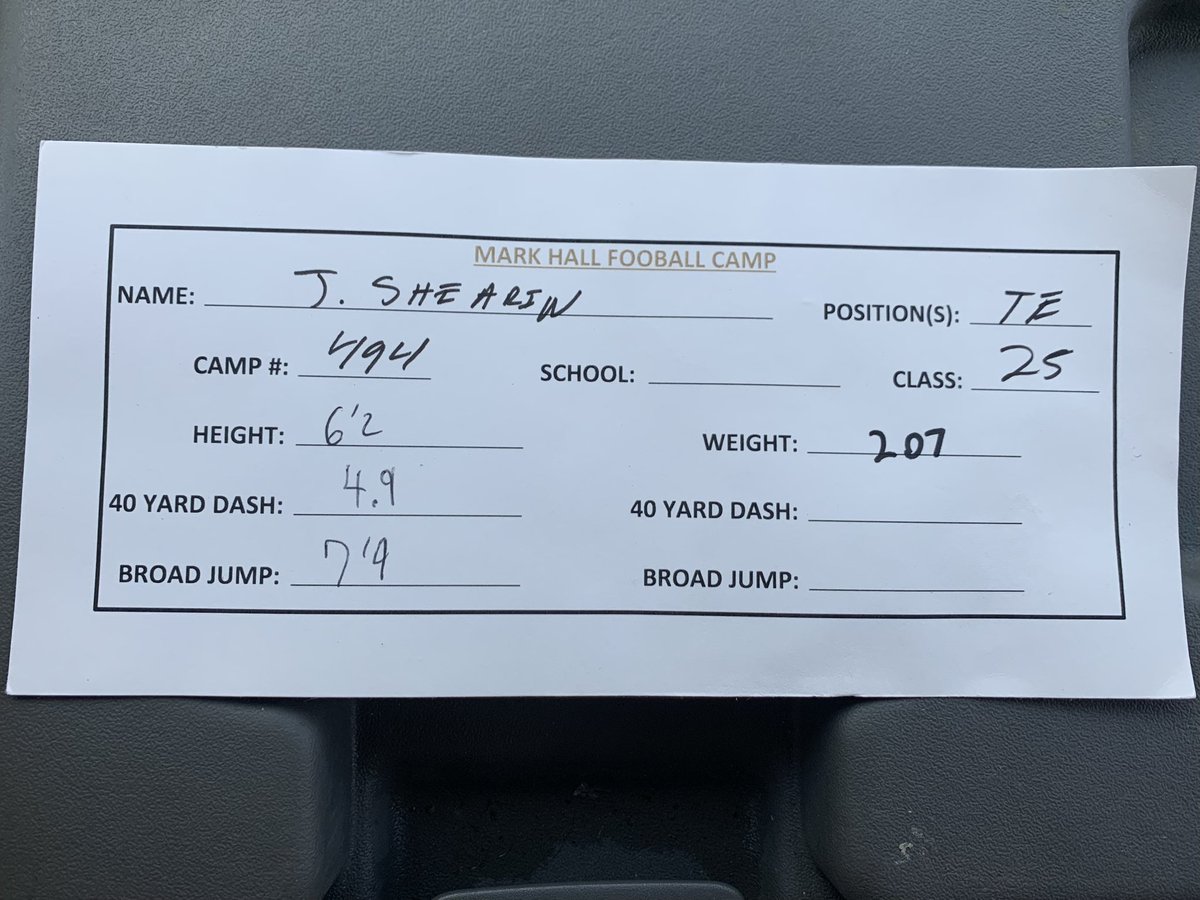 MARK HALL FOOBALL CAMP
NAME: J. SHEARIN POSITION(S): TE
CAMP #: 494 SCHOOL: CLASS: 25
HEIGHT: 6'2 WEIGHT: 207
40 YARD DASH: 4.9 40 YARD DASH:
BROAD JUMP: 7'9 BROAD JUMP: